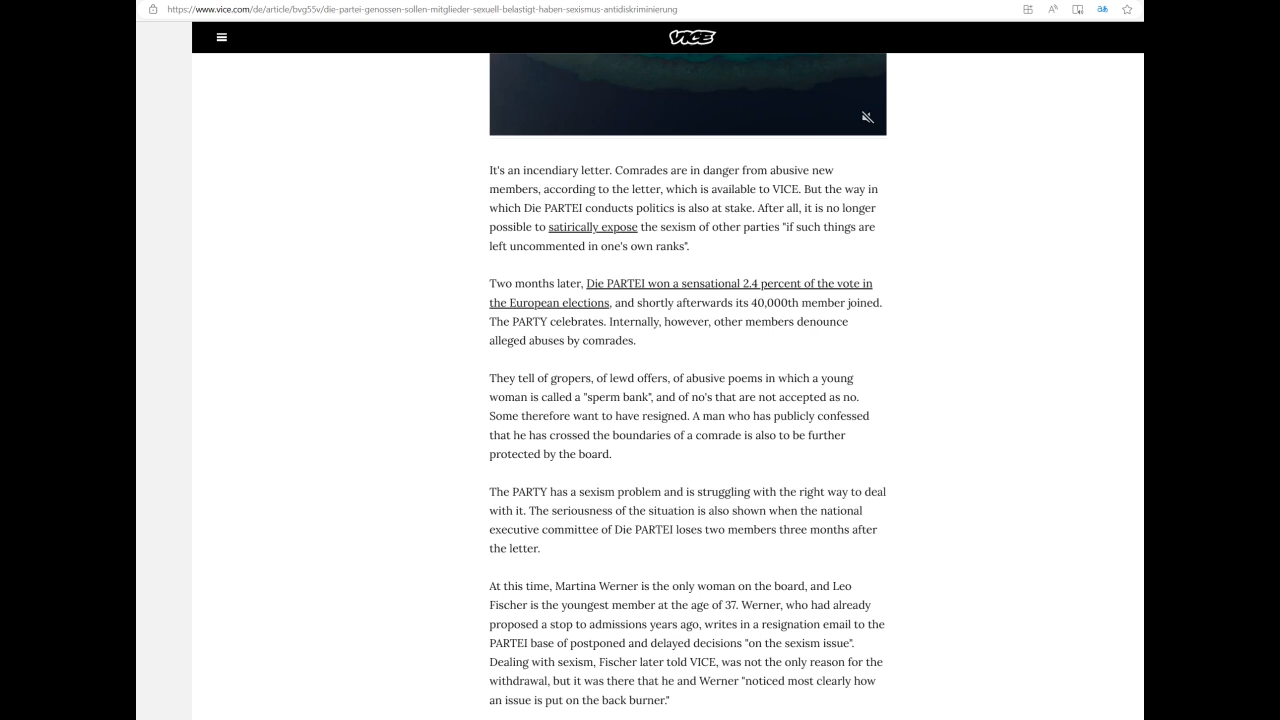 https://www.vice.com/de/article/bvg55v/die-partei-genossen-sollen-mitglieder-sexuell-belastigt-haben-sexismus-antidiskriminierung
VICE
It's an incendiary letter. Comrades are in danger from abusive new
members, according to the letter, which is available to VICE. But the way in
which Die PARTEI conducts politics is also at stake. After all, it is no longer
possible to satirically expose the sexism of other parties "if such things are
left uncommented in one's own ranks".
Two months later, Die PARTEI won a sensational 2.4 percent of the vote in
the European elections, and shortly afterwards its 40,000th member joined.
The PARTY celebrates. Internally, however, other members denounce
alleged abuses by comrades.
They tell of gropers, of lewd offers, of abusive poems in which a young
woman is called a "sperm bank", and of no's that are not accepted as no.
Some therefore want to have resigned. A man who has publicly confessed
that he has crossed the boundaries of a comrade is also to be further
protected by the board.
The PARTY has a sexism problem and is struggling with the right way to deal
with it. The seriousness of the situation is also shown when the national
executive committee of Die PARTEI loses two members three months after
the letter.
At this time, Martina Werner is the only woman on the board, and Leo
Fischer is the youngest member at the age of 37. Werner, who had already
proposed a stop to admissions years ago, writes in a resignation email to the
PARTEI base of postponed and delayed decisions "on the sexism issue".
Dealing with sexism, Fischer later told VICE, was not the only reason for the
withdrawal, but it was there that he and Werner "noticed most clearly how
an issue is put on the back burner."